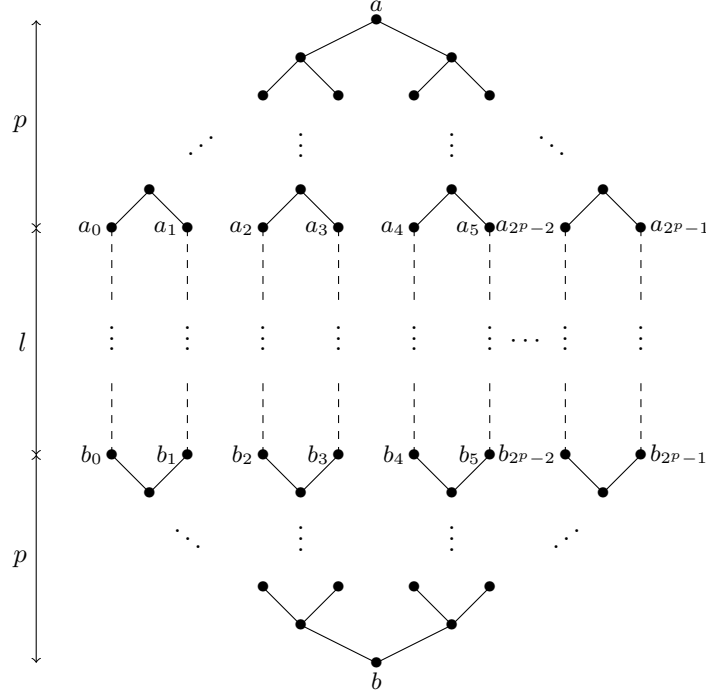 a
p
a₀ a₁ a₂ a₃ a₄ a₅ a₂ᵖ₋₂ a₂ᵖ₋₁
l
b₀ b₁ b₂ b₃ b₄ b₅ b₂ᵖ₋₂ b₂ᵖ₋₁
p
b